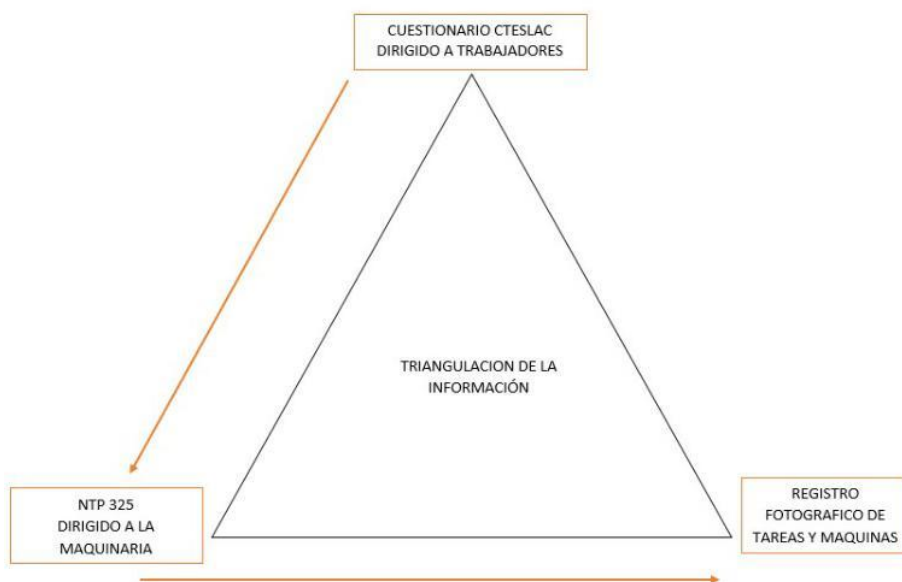 CUESTIONARIO CTESLAC
DIRIGIDO A TRABAJADORES
TRIANGULACION DE LA
INFORMACIÓN
NTP 325
DIRIGIDO A LA
MAQUINARIA
REGISTRO
FOTOGRAFICO DE
TAREAS Y MAQUINAS